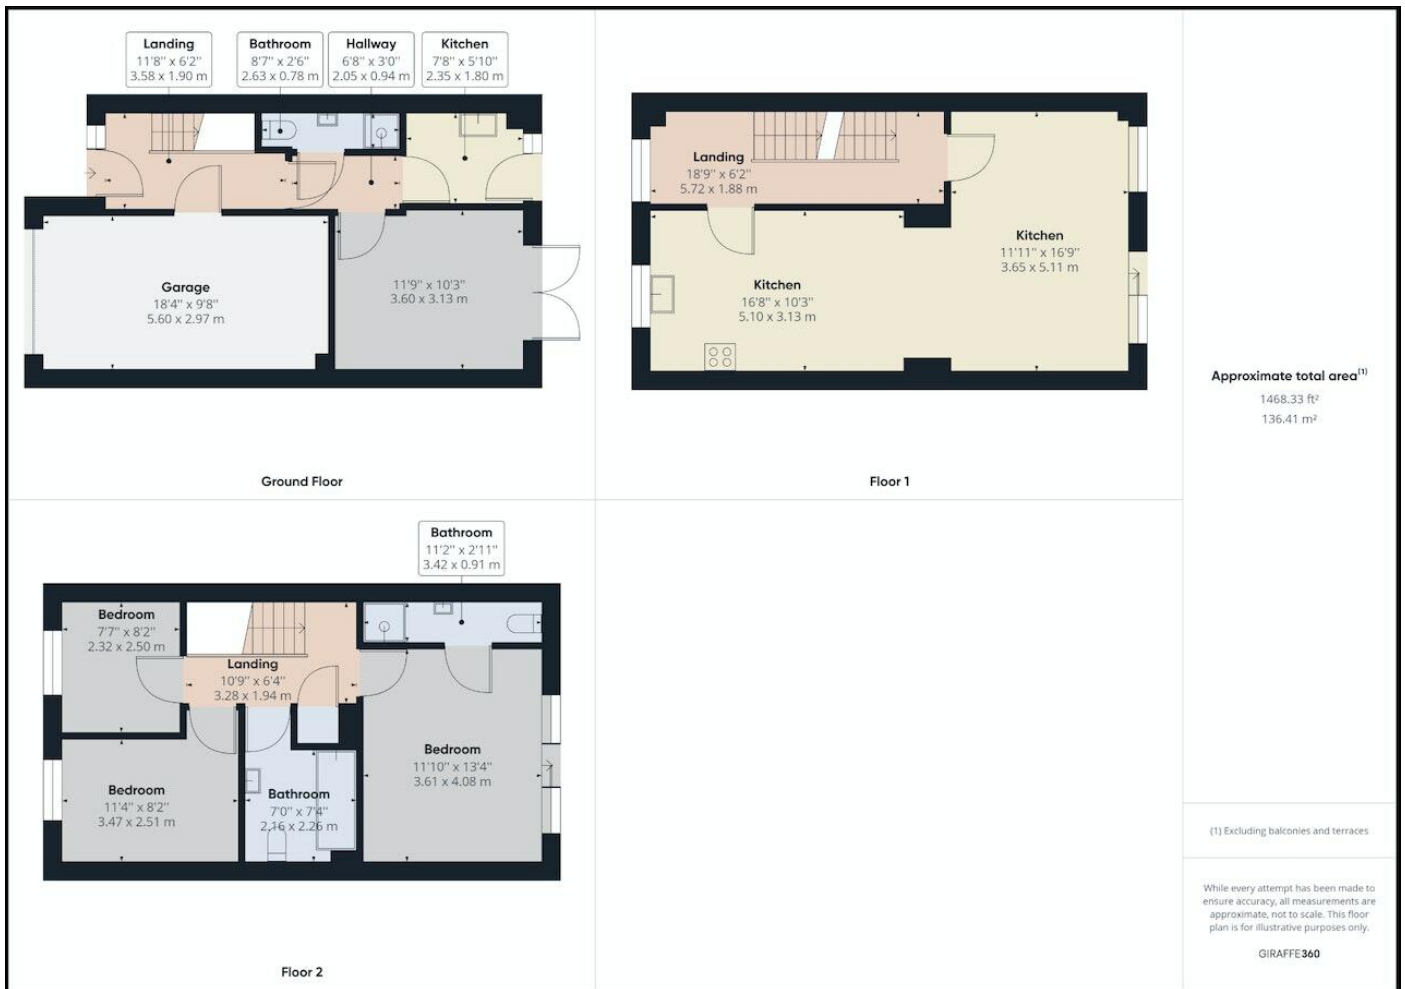 Landing
11'8" x 6'2"
3.58 x 1.90 m
Bathroom
8'7" x 2'6"
2.63 x 0.78 m
Hallway
6'8" x 3'0"
2.05 x 0.94 m
Kitchen
7'8" x 5'10"
2.35 x 1.80 m
Garage
18'4" x 9'8"
5.60 x 2.97 m
11'9" x 10'3"
3.60 x 3.13 m
Ground Floor
Landing
18'9" x 6'2"
5.72 x 1.88 m
Kitchen
16'8" x 10'3"
5.10 x 3.13 m
Kitchen
11'11" x 16'9"
3.65 x 5.11 m
Floor 1
Bathroom
11'2" x 2'11"
3.42 x 0.91 m
Bedroom
7'7" x 8'2"
2.32 x 2.50 m
Landing
10'9" x 6'4"
3.28 x 1.94 m
Bedroom
11'4" x 8'2"
3.47 x 2.51 m
Bathroom
7'0" x 7'4"
2.16 x 2.26 m
Bedroom
11'10" x 13'4"
3.61 x 4.08 m
Floor 2
Approximate total area(1)
1468.33 ft²
136.41 m²
(1) Excluding balconies and terraces
While every attempt has been made to
ensure accuracy, all measurements are
approximate, not to scale. This floor
plan is for illustrative purposes only.
GIRAFFE360